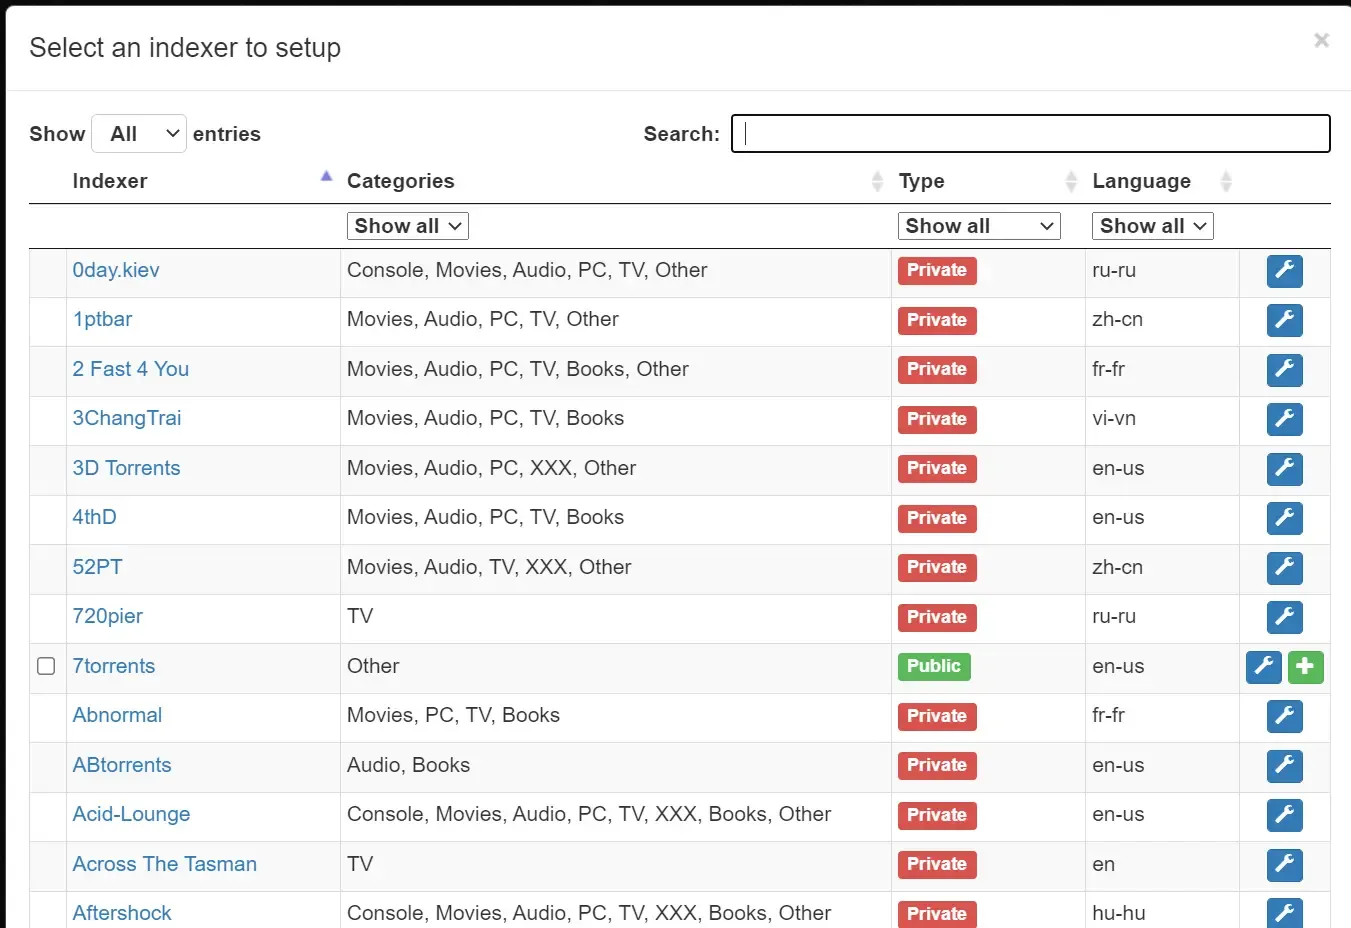 Select an indexer to setup ×
Show All entries Search:
Indexer Categories Type Language
Show all Show all Show all
0day.kiev Console, Movies, Audio, PC, TV, Other Private ru-ru
1ptbar Movies, Audio, PC, TV, Other Private zh-cn
2 Fast 4 You Movies, Audio, PC, TV, Books, Other Private fr-fr
3ChangTrai Movies, Audio, PC, TV, Books Private vi-vn
3D Torrents Movies, Audio, PC, XXX, Other Private en-us
4thD Movies, Audio, PC, TV, Books Private en-us
52PT Movies, Audio, TV, XXX, Other Private zh-cn
720pier TV Private ru-ru
7torrents Other Public en-us
Abnormal Movies, PC, TV, Books Private fr-fr
ABtorrents Audio, Books Private en-us
Acid-Lounge Console, Movies, Audio, PC, TV, XXX, Books, Other Private en-us
Across The Tasman TV Private en
Aftershock Console, Movies, Audio, PC, TV, XXX, Books, Other Private hu-hu